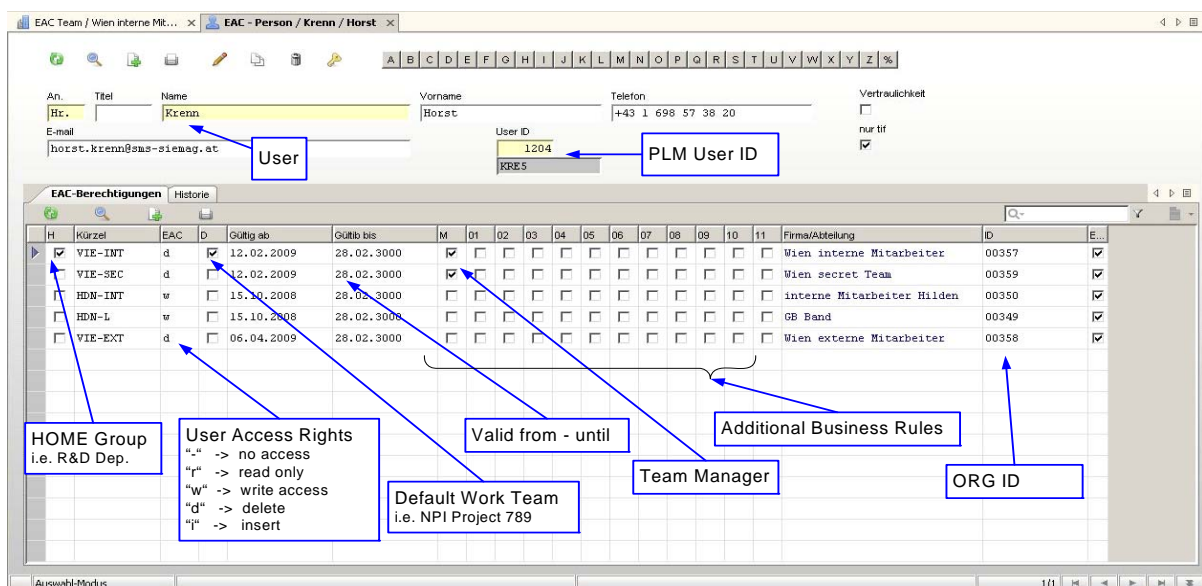 EAC Team / Wien interne Mit... EAC - Person / Krenn / Horst
A B C D E F G H I J K L M N O P Q R S T U V W X Y Z %
An. Titel Name Vorname Telefon Vertraulichkeit
Hr. Krenn Horst +43 1 698 57 38 20
E-mail User ID nur tif
horst.krenn@sms-siemag.at 1204
KRE5
User
PLM User ID
EAC-Berechtigungen Historie
H Kürzel EAC D Gültig ab Gültib bis M 01 02 03 04 05 06 07 08 09 10 11 Firma/Abteilung ID E...
VIE-INT d 12.02.2009 28.02.3000 Wien interne Mitarbeiter 00357
VIE-SEC d 12.02.2009 28.02.3000 Wien secret Team 00359
HDN-INT w 15.10.2008 28.02.3000 interne Mitarbeiter Hilden 00350
HDN-L w 15.10.2008 28.02.3000 GB Band 00349
VIE-EXT d 06.04.2009 28.02.3000 Wien externe Mitarbeiter 00358
HOME Group
i.e. R&D Dep.
User Access Rights
“-“ -> no access
“r“ -> read only
“w“ -> write access
“d“ -> delete
“i“ -> insert
Default Work Team
i.e. NPI Project 789
Valid from - until
Team Manager
Additional Business Rules
ORG ID
Auswahl-Modus 1/1